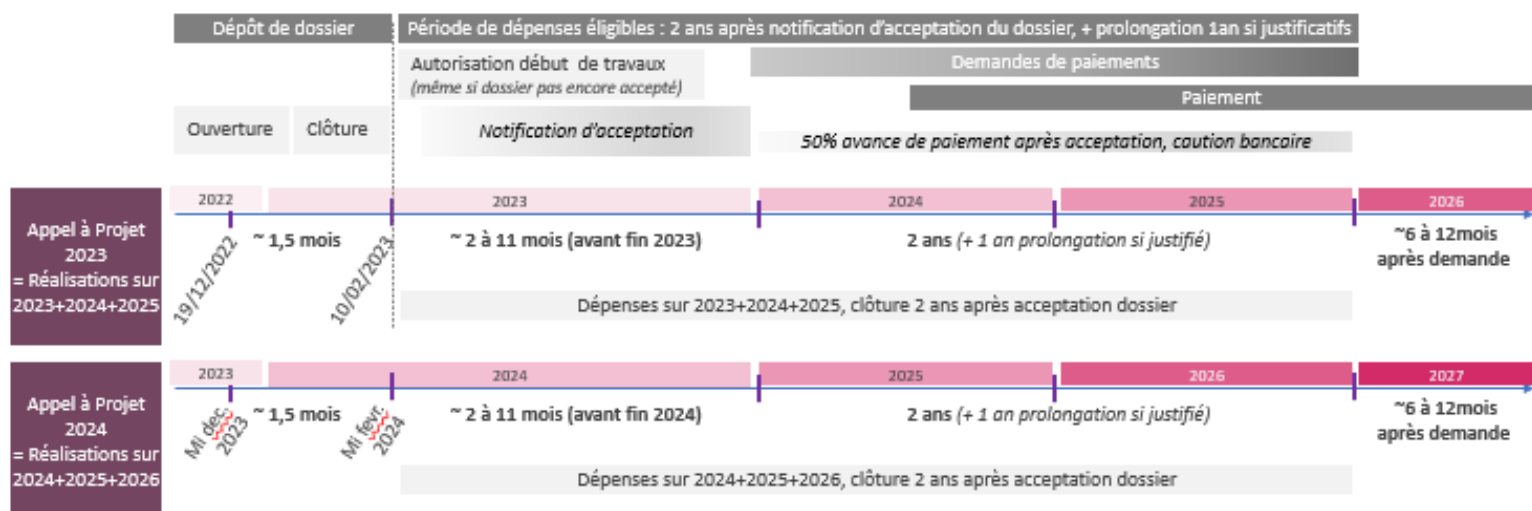 Dépôt de dossier
Période de dépenses éligibles : 2 ans après notification d'acceptation du dossier, + prolongation 1an si justificatifs
Autorisation début de travaux
(même si dossier pas encore accepté)
Demandes de paiements
Paiement
Ouverture
Clôture
Notification d'acceptation
50% avance de paiement après acceptation, caution bancaire
Appel à Projet
2023
= Réalisations sur
2023+2024+2025
2022
2023
2024
2025
2026
19/12/2022
~ 1,5 mois
10/02/2023
~ 2 à 11 mois (avant fin 2023)
2 ans (+ 1 an prolongation si justifié)
~6 à 12mois
après demande
Dépenses sur 2023+2024+2025, clôture 2 ans après acceptation dossier
Appel à Projet
2024
= Réalisations sur
2024+2025+2026
2023
2024
2025
2026
2027
Mi dec.
2023
~ 1,5 mois
Mi fevr.
2024
~ 2 à 11 mois (avant fin 2024)
2 ans (+ 1 an prolongation si justifié)
~6 à 12mois
après demande
Dépenses sur 2024+2025+2026, clôture 2 ans après acceptation dossier